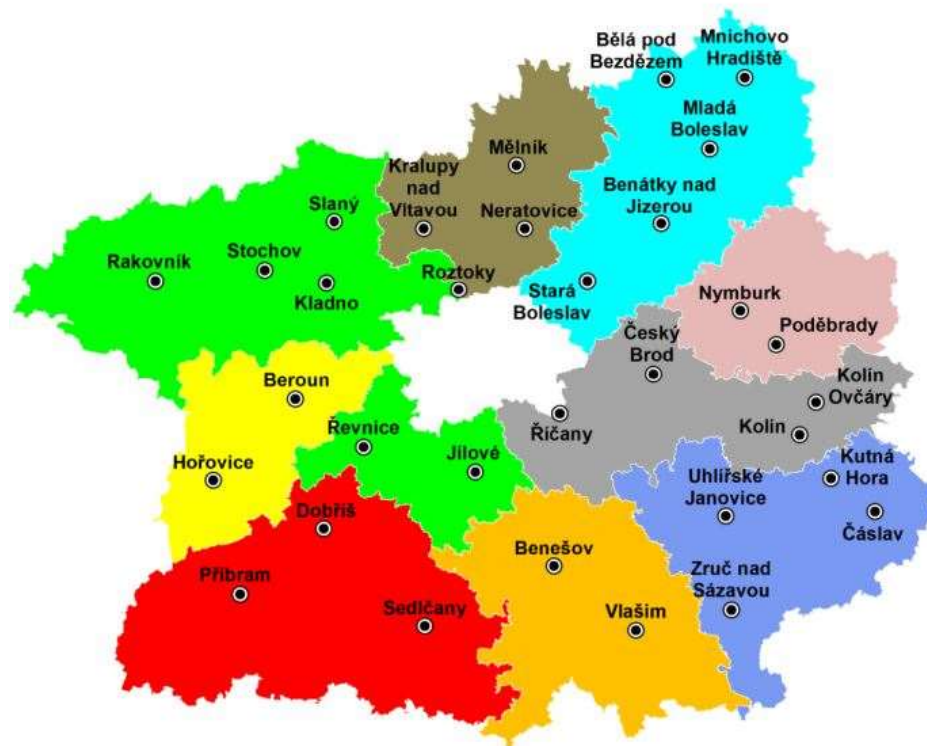 Bělá pod
Bezdězem
Mnichovo
Hradiště
Mladá
Boleslav
Mělník
Kralupy
nad
Vltavou
Benátky nad
Jizerou
Slaný
Neratovice
Stochov
Rakovník
Roztoky
Kladno
Stará
Boleslav
Nymburk
Český
Brod
Poděbrady
Beroun
Kolín
Ovčáry
Řevnice
Říčany
Kolín
Hořovice
Jílové
Uhlířské
Janovice
Kutná
Hora
Dobříš
Čáslav
Benešov
Příbram
Zruč nad
Sázavou
Sedlčany
Vlašim